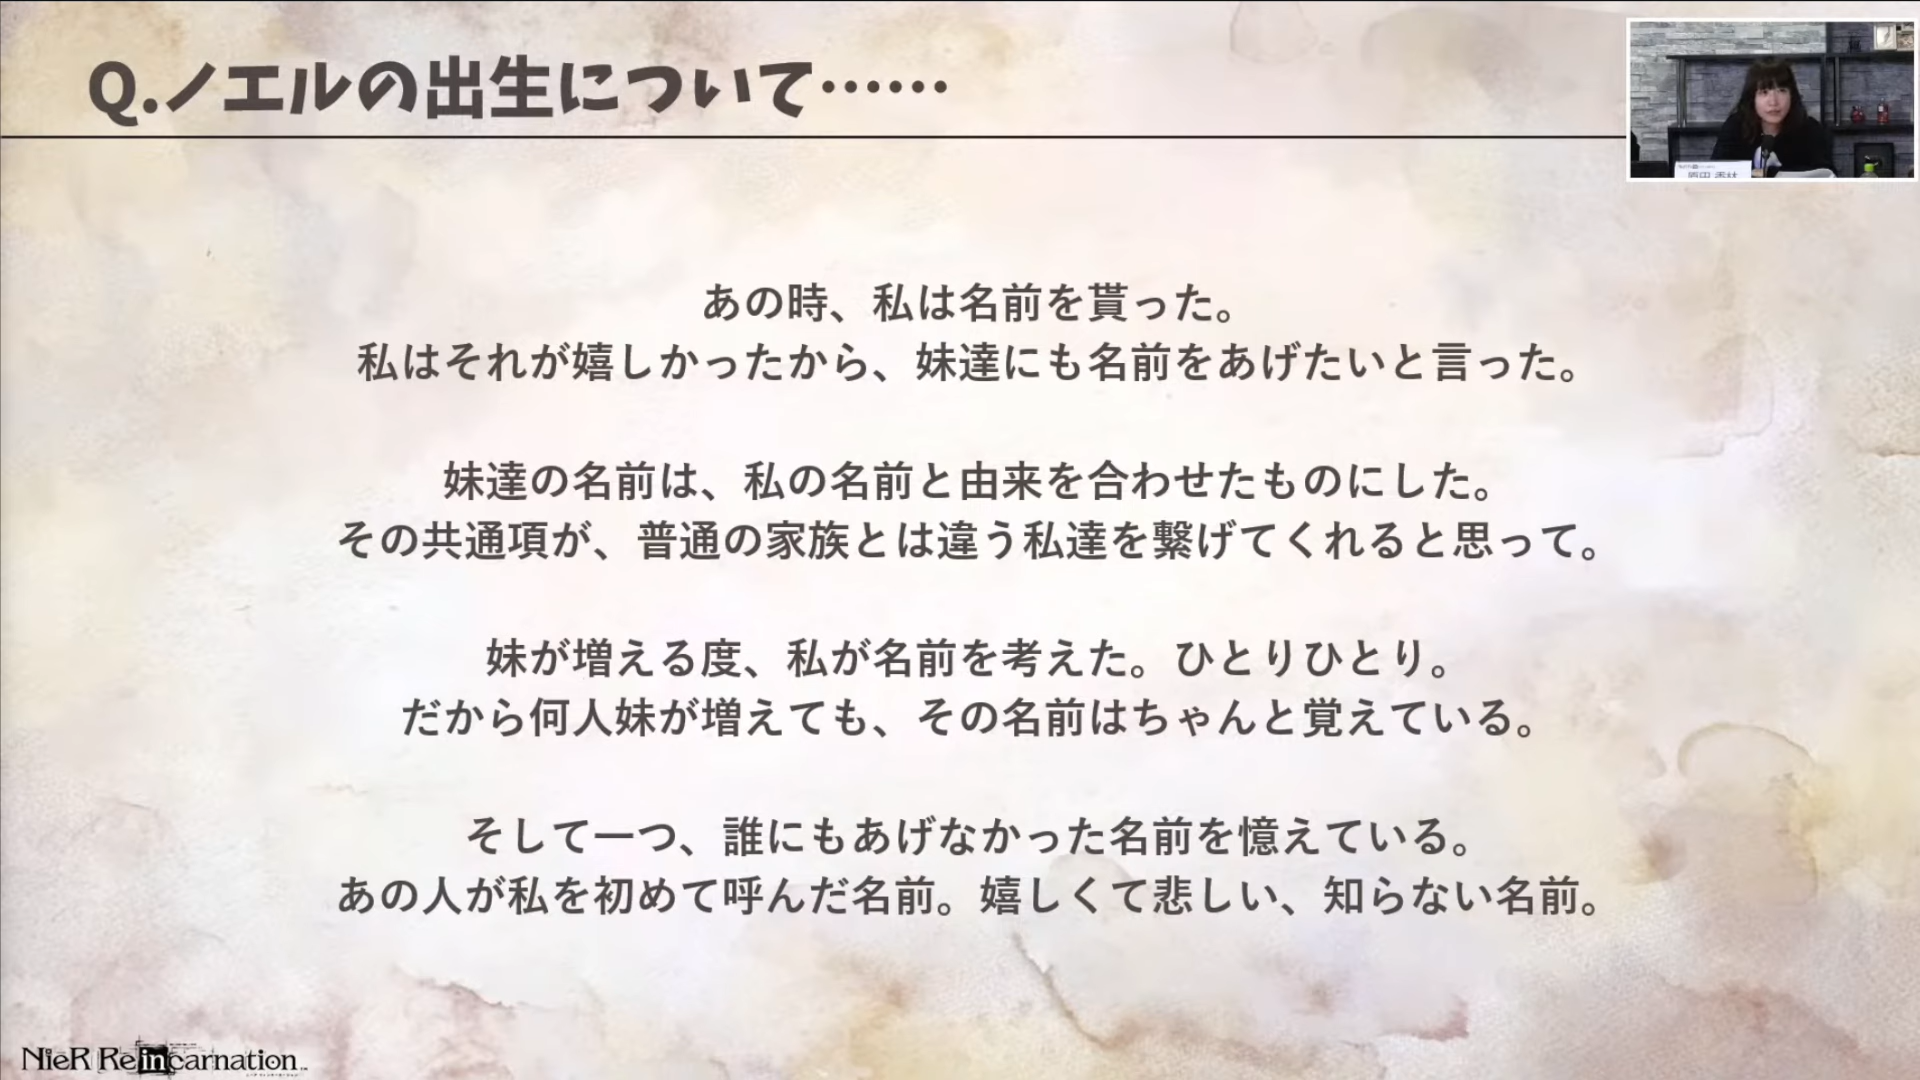 Q.ノエルの出生について……
あの時、私は名前を貰った。
私はそれが嬉しかったから、妹達にも名前をあげたいと言った。
妹達の名前は、私の名前と由来を合わせたものにした。
その共通項が、普通の家族とは違う私達を繋げてくれると思って。
妹が増える度、私が名前を考えた。ひとりひとり。
だから何人妹が増えても、その名前はちゃんと覚えている。
そして一つ、誰にもあげなかった名前を憶えている。
あの人が私を初めて呼んだ名前。嬉しくて悲しい、知らない名前。
NieR Re[in]carnation